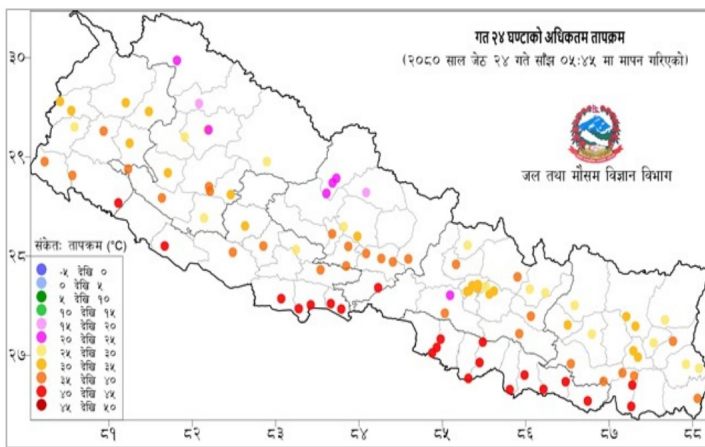 गत २४ घण्टाको अधिकतम तापक्रम
(२०८० साल जेठ २४ गते साँझ ०५:४५ मा मापन गरिएको)
जल तथा मौसम विज्ञान विभाग
३०
२९
२८
२७
संकेतः तापक्रम (°C)
-५ देखि ०
० देखि ५
५ देखि १०
१० देखि १५
१५ देखि २०
२० देखि २५
२५ देखि ३०
३० देखि ३५
३५ देखि ४०
४० देखि ४५
४५ देखि ५०
८१ ८२ ८३ ८४ ८५ ८६ ८७ ८८